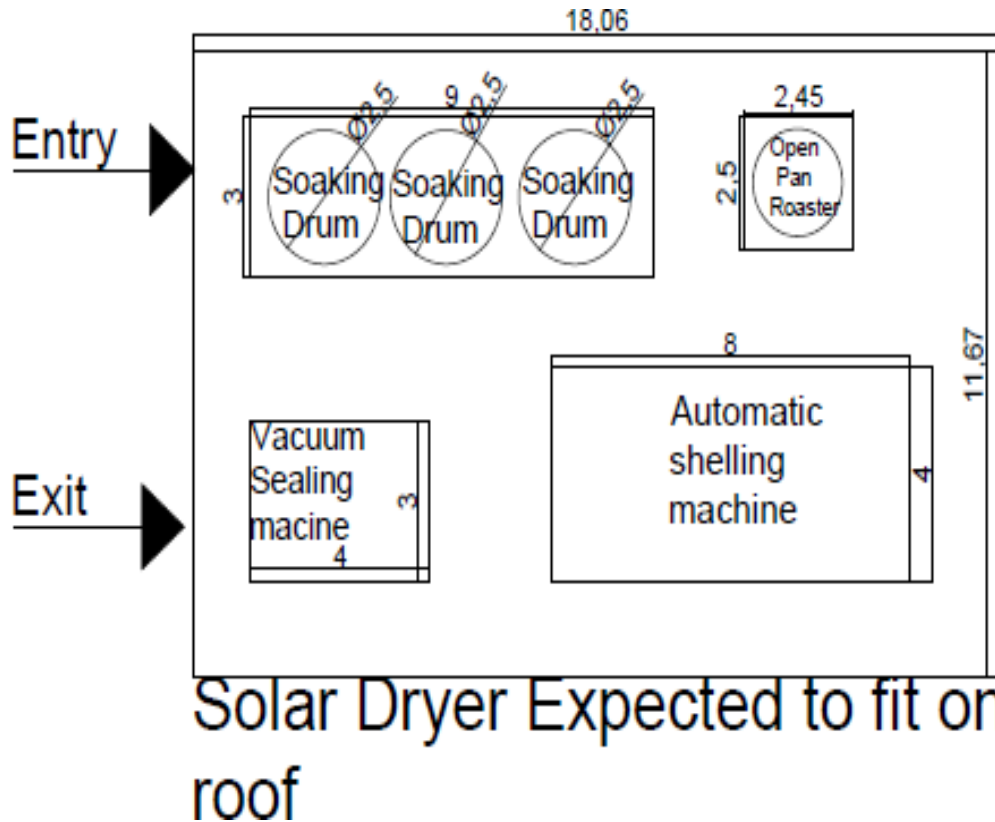 18,06
Entry
9
Ø2,5
Ø2,5
Ø2,5
3
Soaking
Drum
Soaking
Drum
Soaking
Drum
2,45
2,5
Open
Pan
Roaster
11,67
Exit
Vacuum
Sealing
macine
3
4
8
Automatic
shelling
machine
4
Solar Dryer Expected to fit on
roof